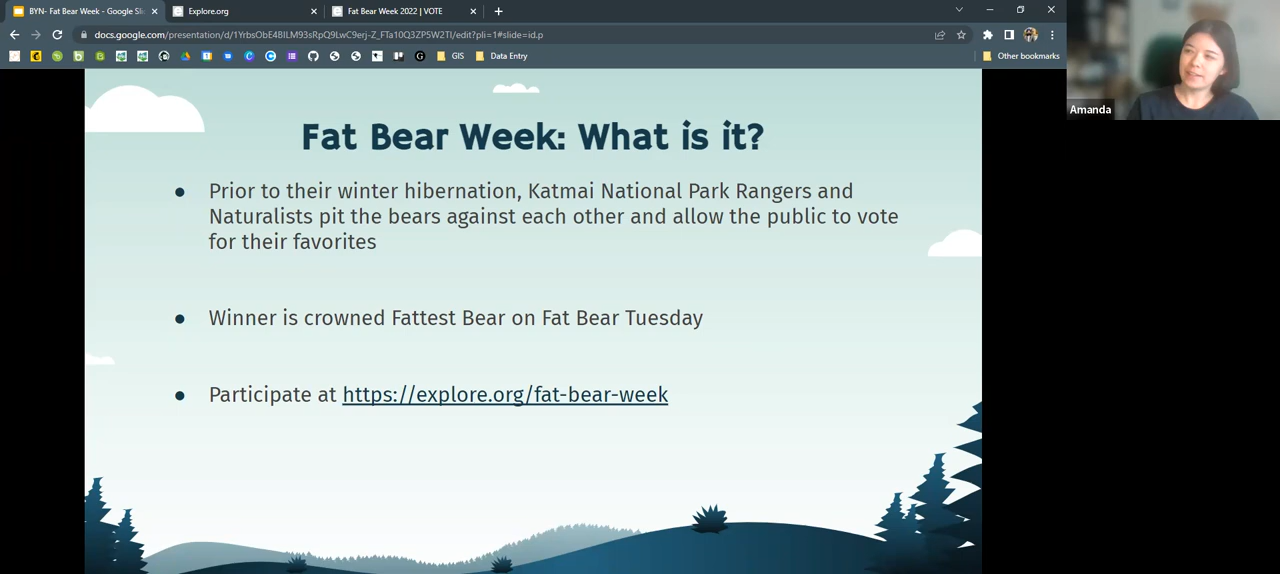 BYN- Fat Bear Week - Google Sli
Explore.org
Fat Bear Week 2022 | VOTE
docs.google.com/presentation/d/1YrbsObE4BILM93sRpQ9LwC9erj-Z_FTa10Q3ZP5W2TI/edit?pli=1#slide=id.p
GIS
Data Entry
Other bookmarks
Amanda
Fat Bear Week: What is it?
● Prior to their winter hibernation, Katmai National Park Rangers and
Naturalists pit the bears against each other and allow the public to vote
for their favorites
● Winner is crowned Fattest Bear on Fat Bear Tuesday
● Participate at https://explore.org/fat-bear-week